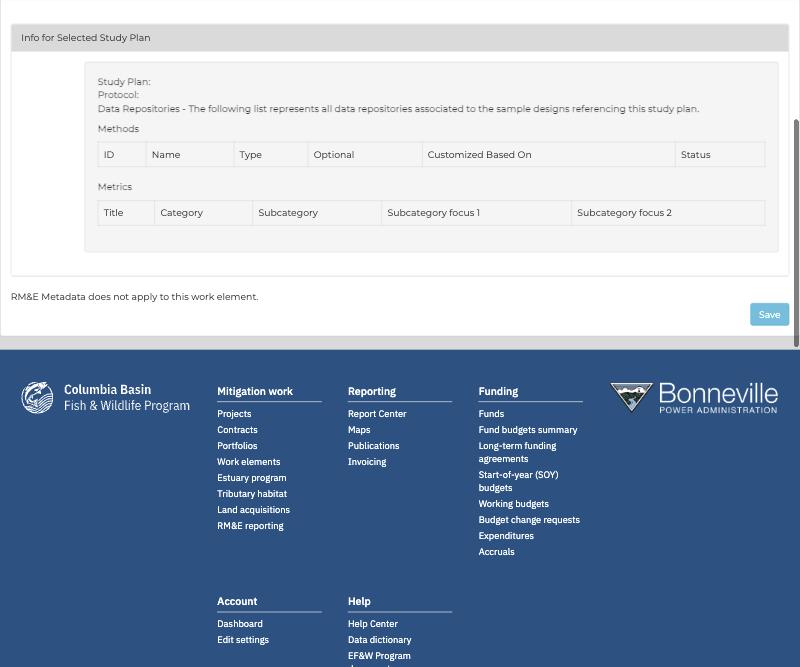 Info for Selected Study Plan
Study Plan:
Protocol:
Data Repositories - The following list represents all data repositories associated to the sample designs referencing this study plan.
Methods
ID Name Type Optional Customized Based On Status
Metrics
Title Category Subcategory Subcategory focus 1 Subcategory focus 2
RM&E Metadata does not apply to this work element.
Save
Columbia Basin
Fish & Wildlife Program
Mitigation work
Projects
Contracts
Portfolios
Work elements
Estuary program
Tributary habitat
Land acquisitions
RM&E reporting
Reporting
Report Center
Maps
Publications
Invoicing
Funding
Funds
Fund budgets summary
Long-term funding
agreements
Start-of-year (SOY)
budgets
Working budgets
Budget change requests
Expenditures
Accruals
Bonneville
POWER ADMINISTRATION
Account
Dashboard
Edit settings
Help
Help Center
Data dictionary
EF&W Program